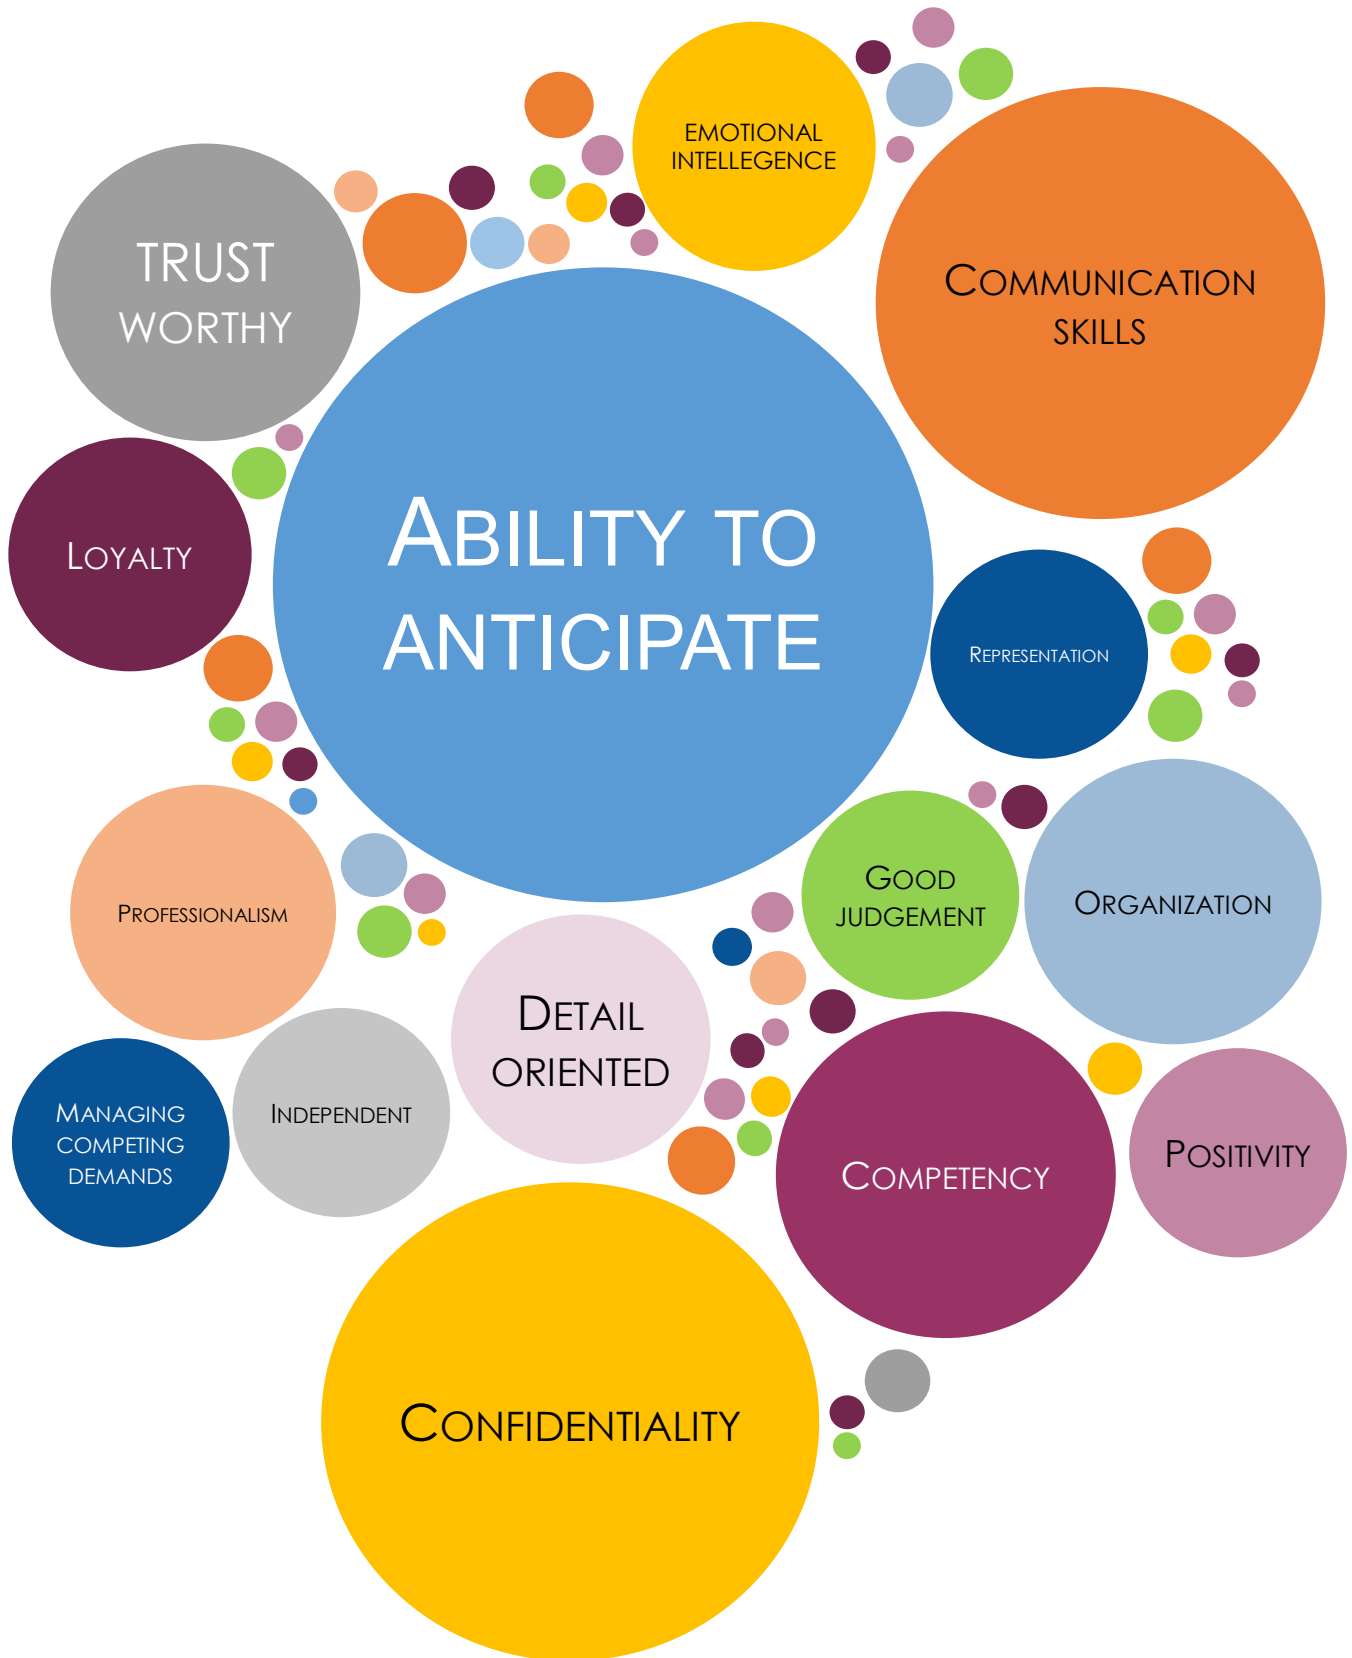 EMOTIONAL
INTELLEGENCE
COMMUNICATION
SKILLS
TRUST
WORTHY
ABILITY TO
ANTICIPATE
LOYALTY
REPRESENTATION
GOOD
JUDGEMENT
ORGANIZATION
PROFESSIONALISM
DETAIL
ORIENTED
INDEPENDENT
MANAGING
COMPETING
DEMANDS
COMPETENCY
POSITIVITY
CONFIDENTIALITY